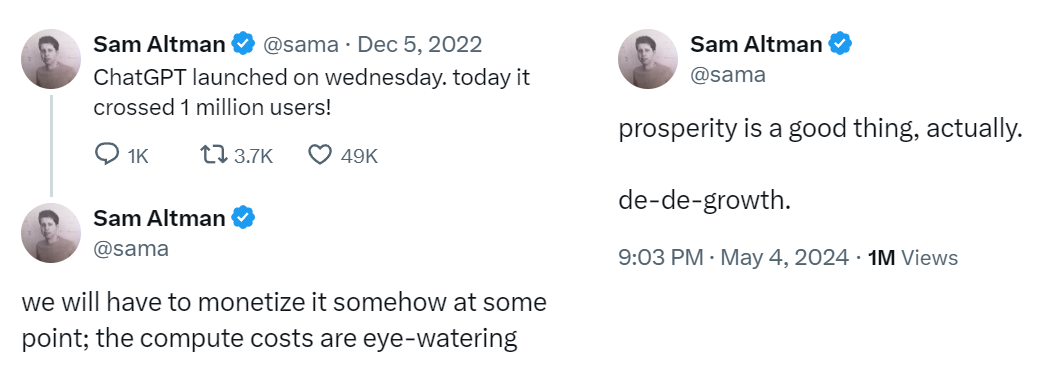 Sam Altman @sama · Dec 5, 2022
ChatGPT launched on wednesday. today it
crossed 1 million users!
1K 3.7K 49K
Sam Altman
@sama
we will have to monetize it somehow at some
point; the compute costs are eye-watering
Sam Altman
@sama
prosperity is a good thing, actually.
de-de-growth.
9:03 PM · May 4, 2024 · 1M Views